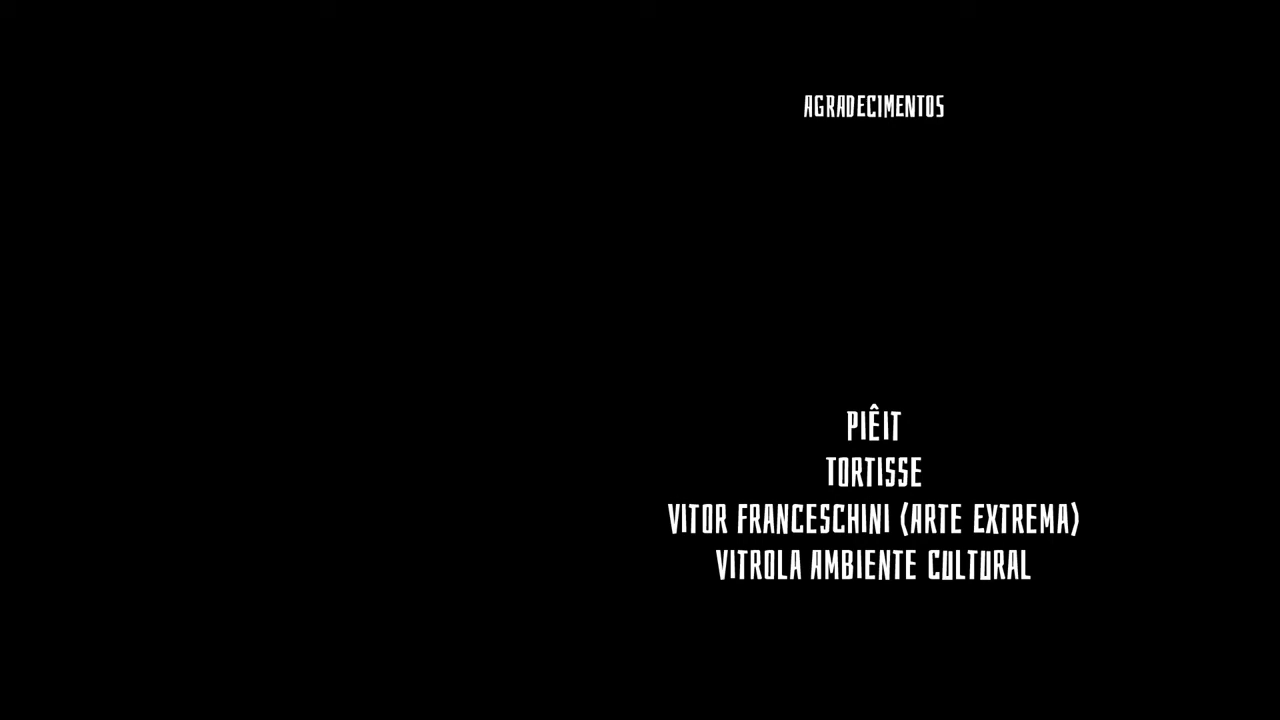 AGRADECIMENTOS
PIÊIT
TORTISSE
VITOR FRANCESCHINI (ARTE EXTREMA)
VITROLA AMBIENTE CULTURAL